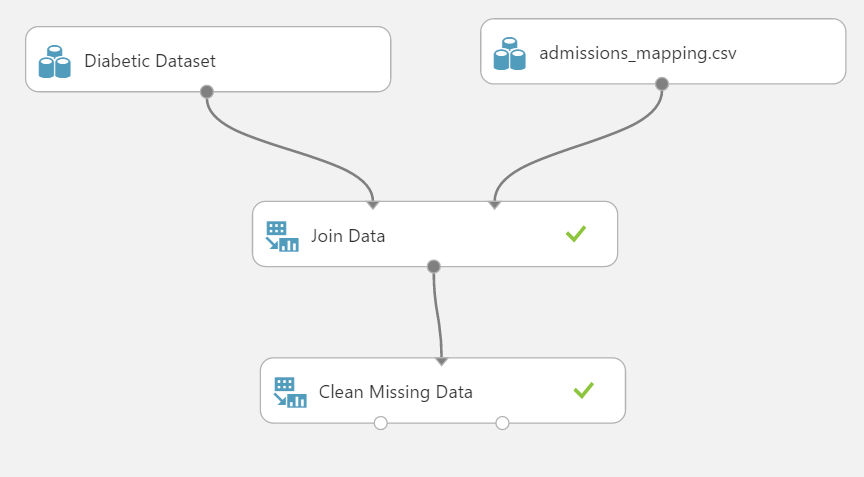 Diabetic Dataset
admissions_mapping.csv
Join Data
Clean Missing Data